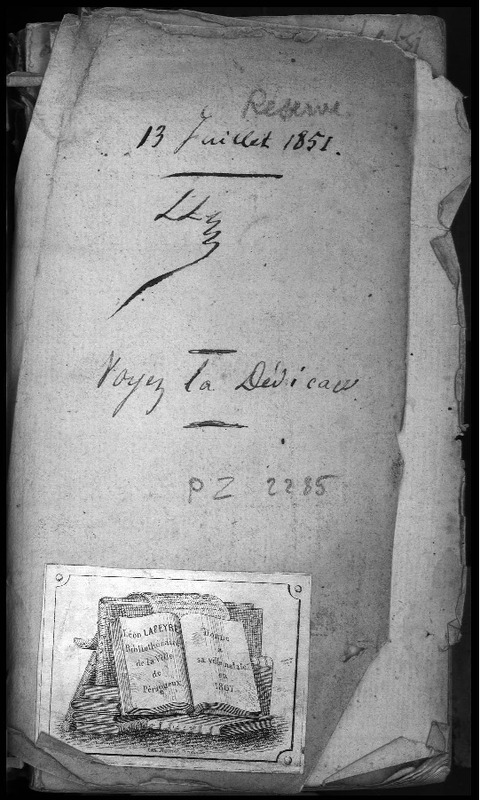 Réserve.
13 Juillet 1851.
Voyez la Dédicace.
PZ 2285
Léon LAPEYRE
Bibliothécaire
de la Ville
de
Périgueux
Donné
à
sa ville natale
en